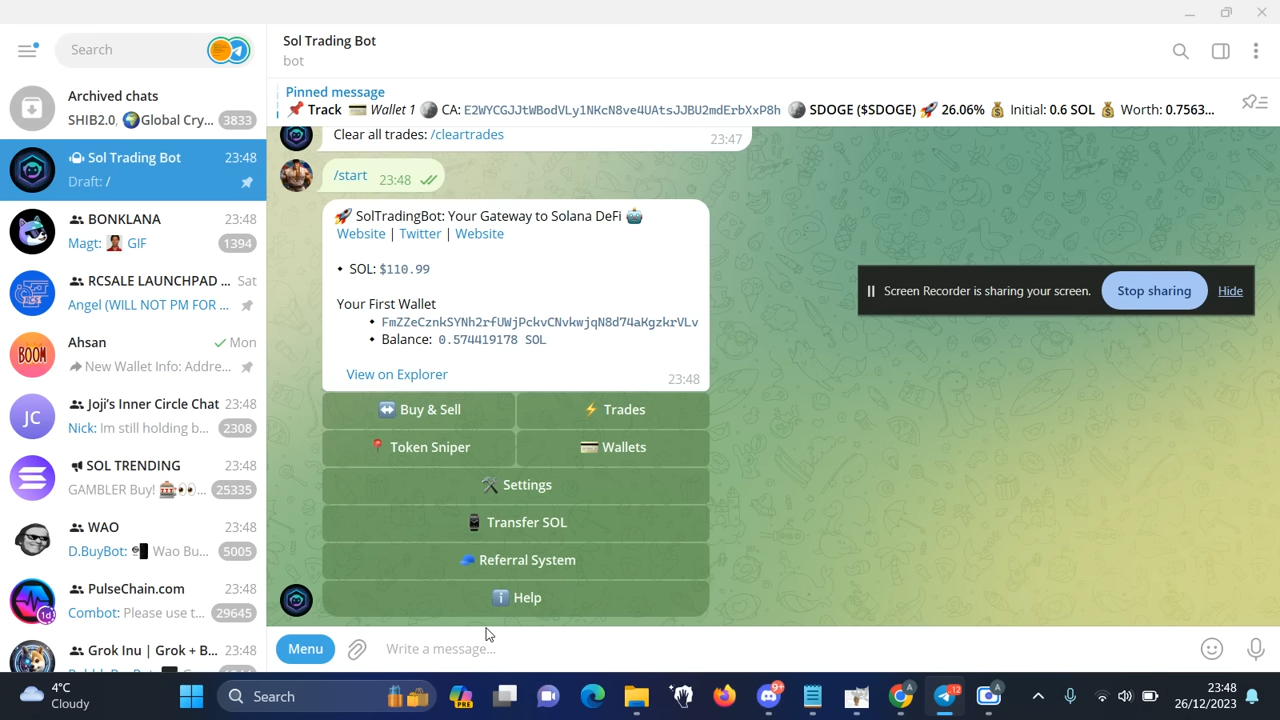 Search
Archived chats
SHIB2.0, 🌍Global Cry... 3833
Sol Trading Bot 23:48
Draft: /
BONKLANA 23:48
Magt: GIF 1394
RCSALE LAUNCHPAD ... Sat
Angel (WILL NOT PM FOR ...
BOOM
Ahsan Mon
New Wallet Info: Addre...
JC
Joji's Inner Circle Chat 23:48
Nick: Im still holding b... 2308
SOL TRENDING 23:48
GAMBLER Buy! 🎰👀... 25335
WAO 23:48
D.BuyBot: Wao Bu... 5005
1d
PulseChain.com 23:48
Combot: Please use t... 29645
Grok Inu | Grok + B... 23:48
Sol Trading Bot
bot
Pinned message
📌 Track 💳 Wallet 1 🌚 CA: E2WYCGJJtWBodVLy1NKcN8ve4UAtsJJBU2mdErbXxP8h 🌚 SDOGE ($SDOGE) 🚀 26.06% 💰 Initial: 0.6 SOL 💰 Worth: 0.7563...
Clear all trades: /cleartrades
23:47
/start 23:48
🚀 SolTradingBot: Your Gateway to Solana DeFi 🤖
Website | Twitter | Website
• SOL: $110.99
Your First Wallet
• FmZZeCznkSYNh2rfUWjPckvCNvkwjqN8d74aKgzkrVLv
• Balance: 0.574419178 SOL
View on Explorer
23:48
↔️ Buy & Sell
⚡ Trades
📍 Token Sniper
💳 Wallets
🛠️ Settings
📱 Transfer SOL
🧢 Referral System
ℹ️ Help
Menu
Write a message...
Screen Recorder is sharing your screen.
Stop sharing
Hide
4°C
Cloudy
Search
PRE
9+
A
12
A
23:48
26/12/2023